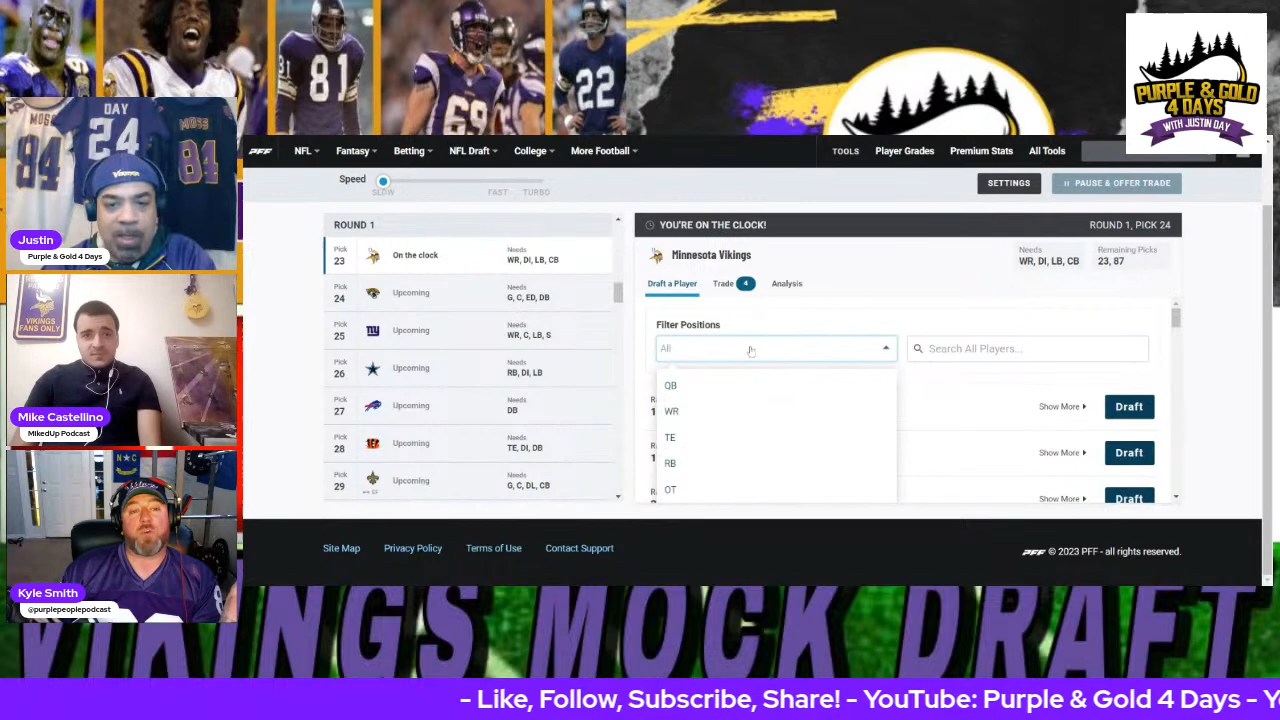 81
69
22
PURPLE & GOLD
4 DAYS
WITH JUSTIN DAY
MOSS
84
DAY
24
MOSS
84
VIKINGS
Justin
Purple & Gold 4 Days
VIKINGS
FANS ONLY
Mike Castellino
MikedUp Podcast
N C
Kyle Smith
@purplepeoplepodcast
PFF NFL Fantasy Betting NFL Draft College More Football TOOLS Player Grades Premium Stats All Tools
Speed
SLOW FAST TURBO
SETTINGS
PAUSE & OFFER TRADE
ROUND 1
Pick 23 On the clock Needs WR, DI, LB, CB
Pick 24 Upcoming Needs G, C, ED, DB
Pick 25 Upcoming Needs WR, C, LB, S
Pick 26 Upcoming Needs RB, DI, LB
Pick 27 Upcoming Needs DB
Pick 28 Upcoming Needs TE, DI, DB
Pick 29 Upcoming Needs G, C, DL, CB
YOU'RE ON THE CLOCK! ROUND 1, PICK 24
Minnesota Vikings
Needs WR, DI, LB, CB
Remaining Picks 23, 87
Draft a Player Trade 4 Analysis
Filter Positions
All
Search All Players...
QB
WR
TE
RB
OT
Show More Draft
Show More Draft
Show More Draft
Site Map Privacy Policy Terms of Use Contact Support
PFF © 2023 PFF - all rights reserved.
VIKINGS MOCK DRAFT
- Like, Follow, Subscribe, Share! - YouTube: Purple & Gold 4 Days - Y